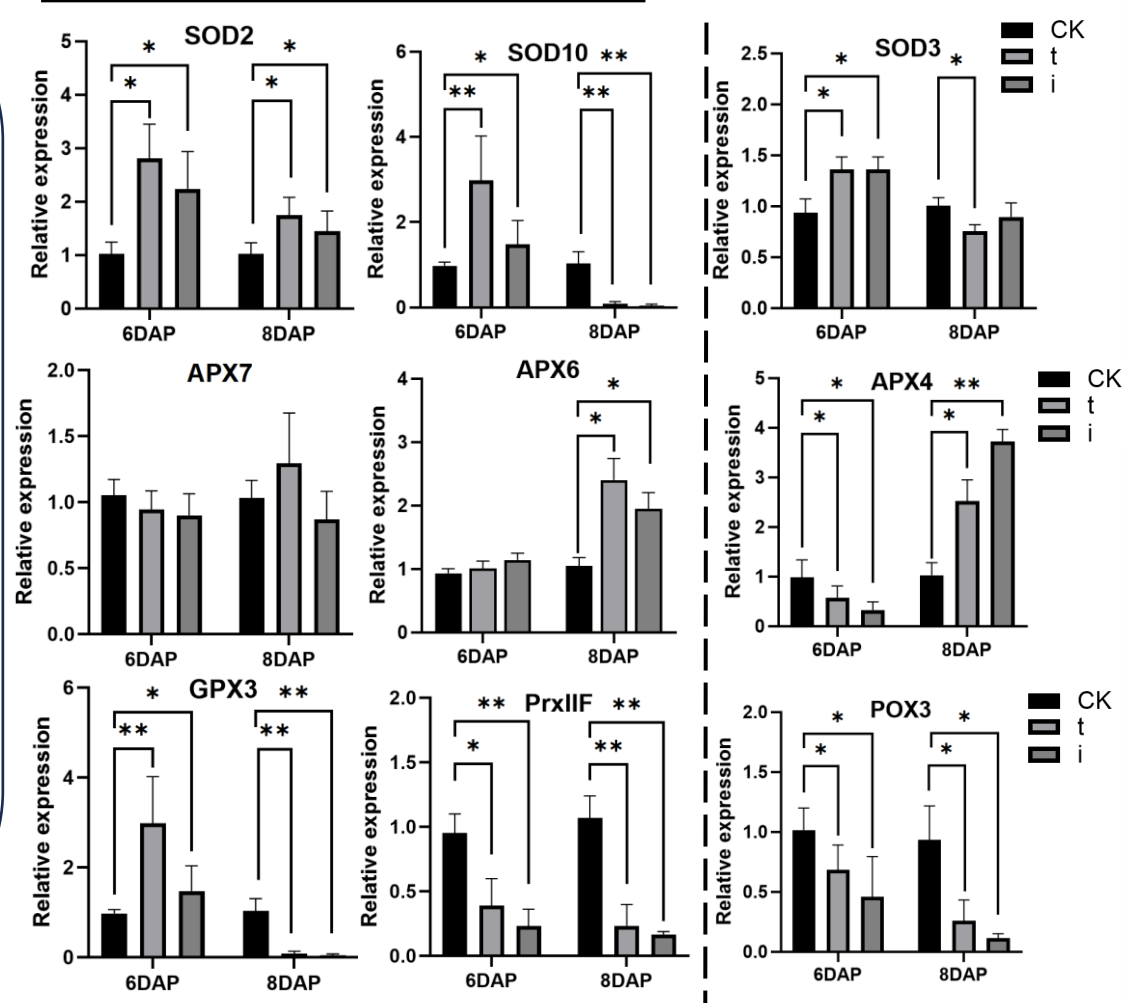 SOD2
Relative expression
5
4
3
2
1
0
*
*
*
*
6DAP
8DAP
SOD10
Relative expression
6
4
2
0
**
*
**
**
6DAP
8DAP
SOD3
Relative expression
2.5
2.0
1.5
1.0
0.5
0.0
*
*
*
6DAP
8DAP
CK
t
i
APX7
Relative expression
2.0
1.5
1.0
0.5
0.0
6DAP
8DAP
APX6
Relative expression
4
3
2
1
0
*
*
6DAP
8DAP
APX4
Relative expression
5
4
3
2
1
0
*
*
**
*
6DAP
8DAP
CK
t
i
GPX3
Relative expression
6
4
2
0
*
**
**
**
6DAP
8DAP
PrxIIF
Relative expression
2.0
1.5
1.0
0.5
0.0
**
*
**
**
6DAP
8DAP
POX3
Relative expression
2.0
1.5
1.0
0.5
0.0
*
*
*
*
6DAP
8DAP
CK
t
i